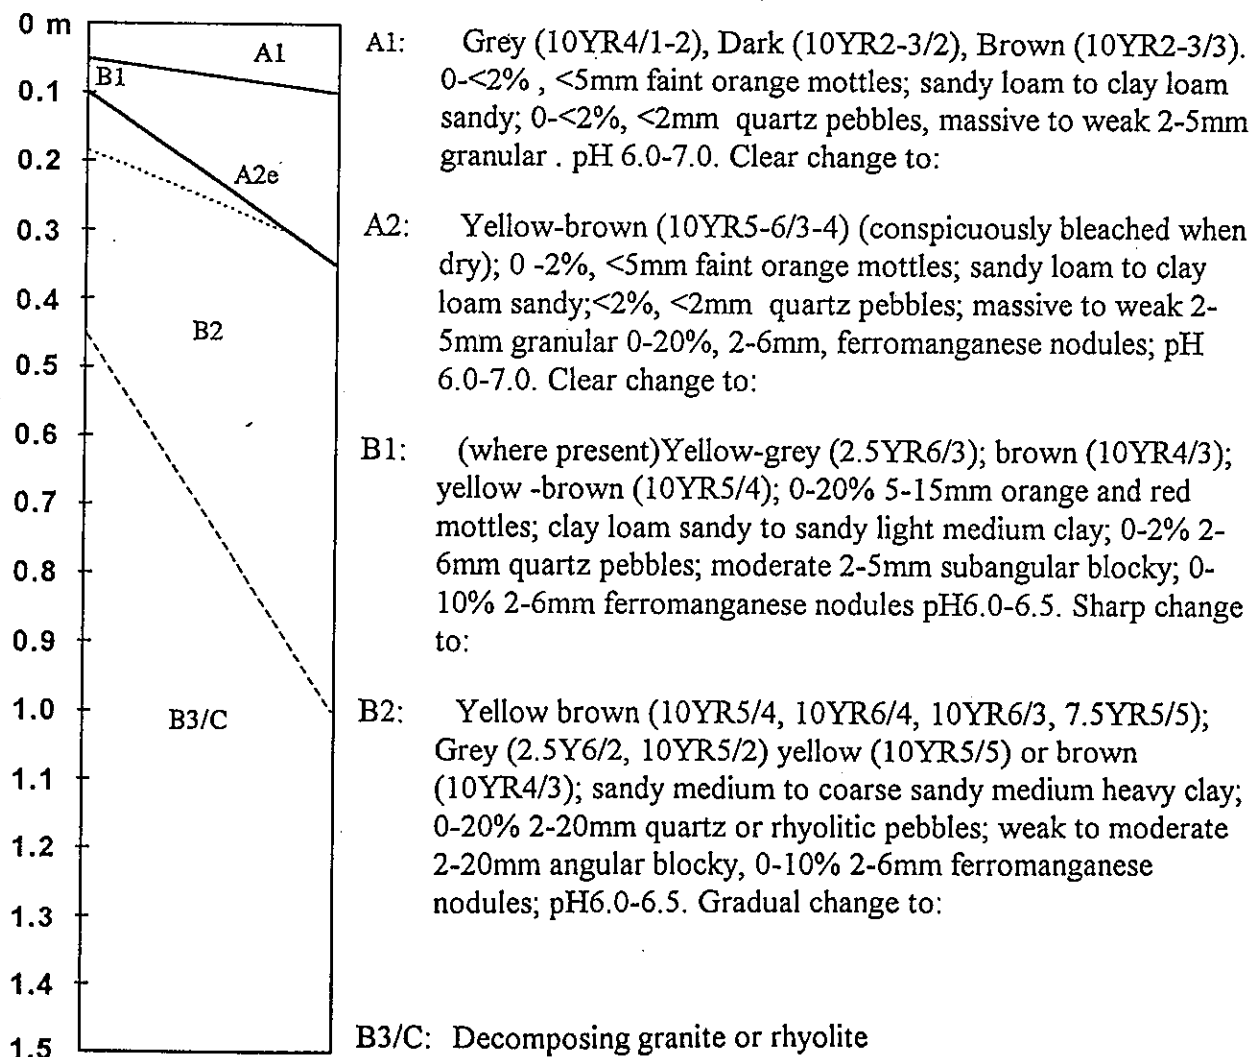 0 m
0.1
0.2
0.3
0.4
0.5
0.6
0.7
0.8
0.9
1.0
1.1
1.2
1.3
1.4
1.5
A1
B1
A2e
B2
B3/C
A1: Grey (10YR4/1-2), Dark (10YR2-3/2), Brown (10YR2-3/3).
0-<2% , <5mm faint orange mottles; sandy loam to clay loam
sandy; 0-<2%, <2mm quartz pebbles, massive to weak 2-5mm
granular . pH 6.0-7.0. Clear change to:
A2: Yellow-brown (10YR5-6/3-4) (conspicuously bleached when
dry); 0 -2%, <5mm faint orange mottles; sandy loam to clay
loam sandy;<2%, <2mm quartz pebbles; massive to weak 2-
5mm granular 0-20%, 2-6mm, ferromanganese nodules; pH
6.0-7.0. Clear change to:
B1: (where present)Yellow-grey (2.5YR6/3); brown (10YR4/3);
yellow -brown (10YR5/4); 0-20% 5-15mm orange and red
mottles; clay loam sandy to sandy light medium clay; 0-2% 2-
6mm quartz pebbles; moderate 2-5mm subangular blocky; 0-
10% 2-6mm ferromanganese nodules pH6.0-6.5. Sharp change
to:
B2: Yellow brown (10YR5/4, 10YR6/4, 10YR6/3, 7.5YR5/5);
Grey (2.5Y6/2, 10YR5/2) yellow (10YR5/5) or brown
(10YR4/3); sandy medium to coarse sandy medium heavy clay;
0-20% 2-20mm quartz or rhyolitic pebbles; weak to moderate
2-20mm angular blocky, 0-10% 2-6mm ferromanganese
nodules; pH6.0-6.5. Gradual change to:
B3/C: Decomposing granite or rhyolite